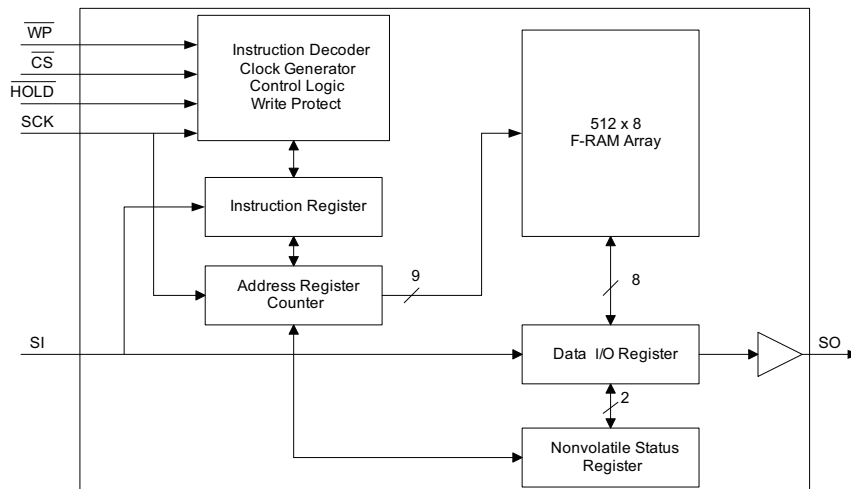 WP
CS
HOLD
SCK
Instruction Decoder
Clock Generator
Control Logic
Write Protect
512 x 8
F-RAM Array
Instruction Register
Address Register
Counter
9
8
SI
Data I/O Register
SO
2
Nonvolatile Status
Register